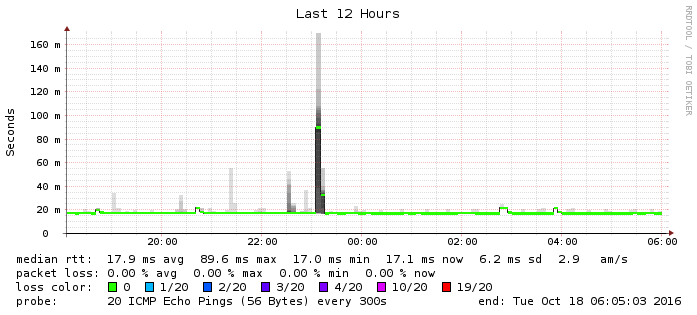 Last 12 Hours
RRDTOOL / TOBI OETIKER
Seconds
160 m
140 m
120 m
100 m
80 m
60 m
40 m
20 m
0
20:00 22:00 00:00 02:00 04:00 06:00
median rtt: 17.9 ms avg 89.6 ms max 17.0 ms min 17.1 ms now 6.2 ms sd 2.9 am/s
packet loss: 0.00 % avg 0.00 % max 0.00 % min 0.00 % now
loss color: 0 1/20 2/20 3/20 4/20 10/20 19/20
probe: 20 ICMP Echo Pings (56 Bytes) every 300s end: Tue Oct 18 06:05:03 2016